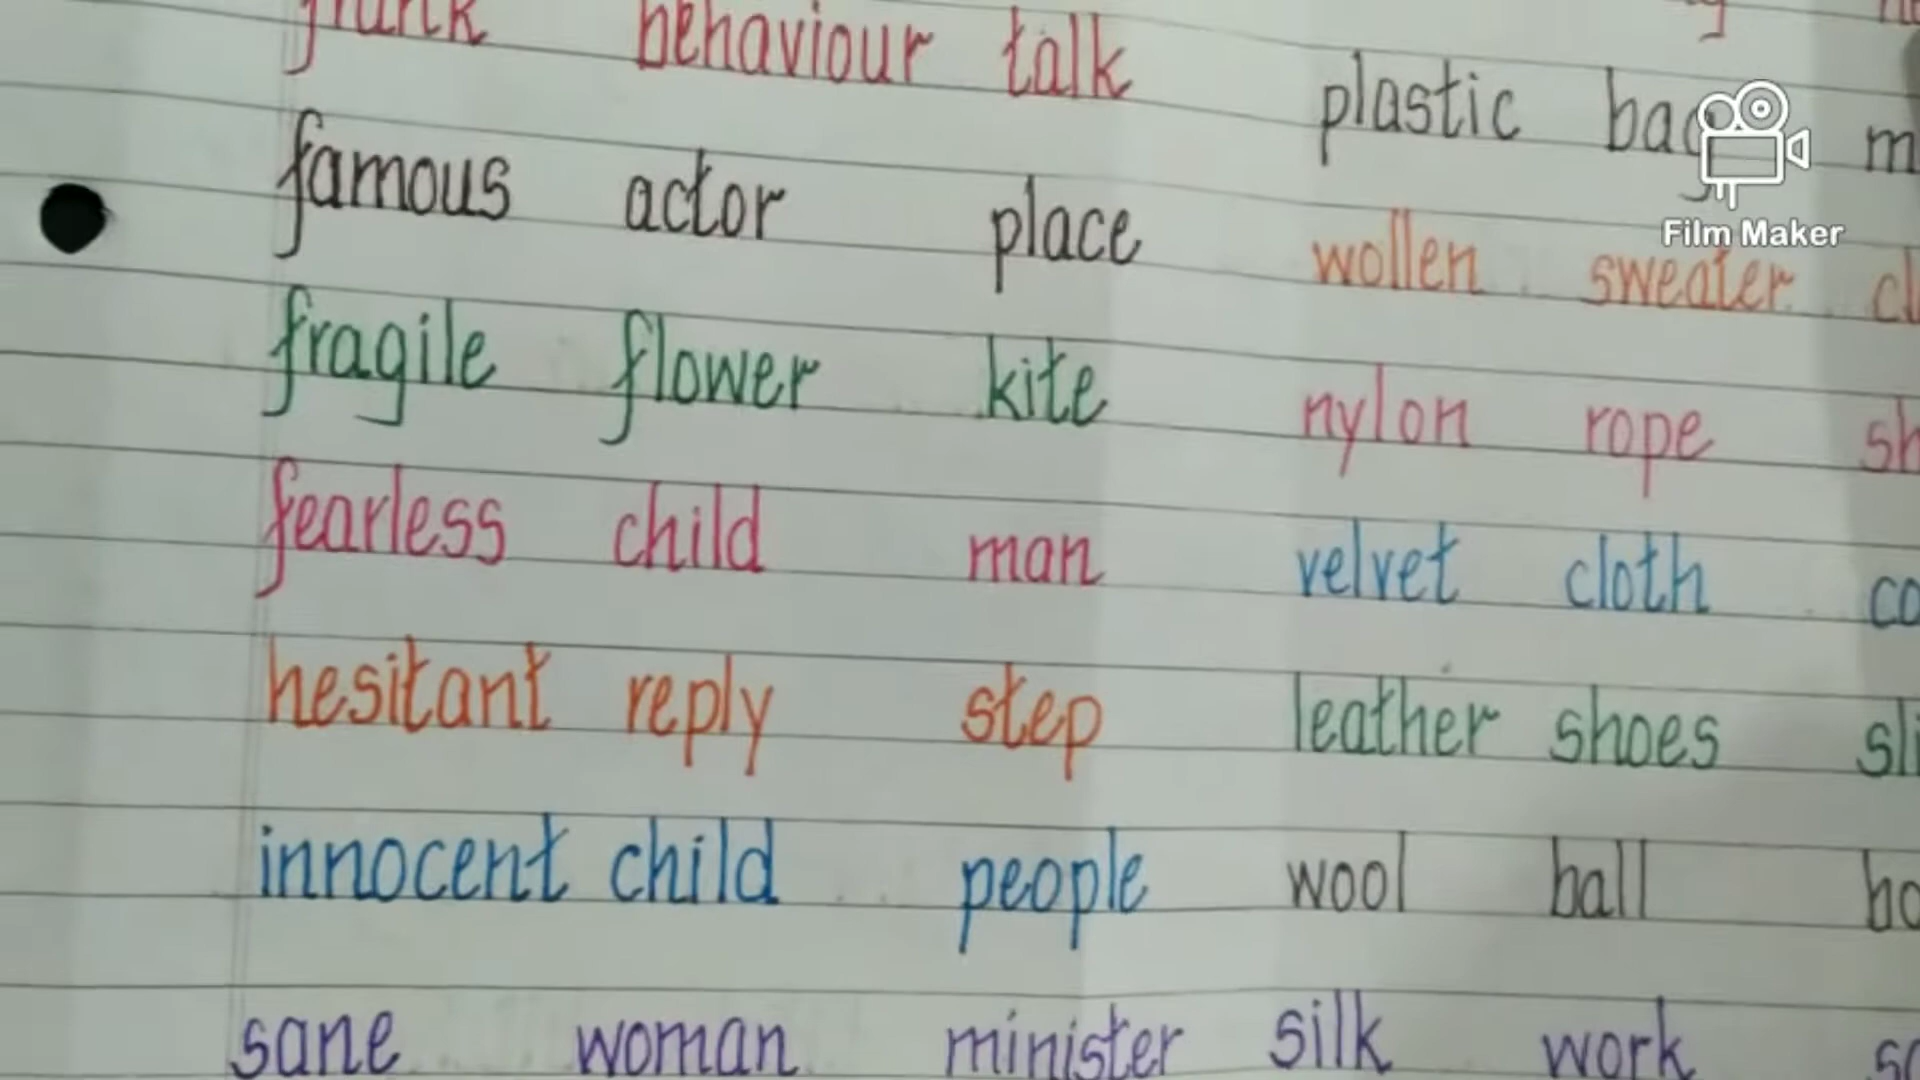 behaviour talk
famous actor place plastic bag
fragile flower kite wollen sweater
fearless child man nylon rope
hesitant reply step velvet cloth
innocent child people leather shoes
sane woman minister wool ball
silk work
Film Maker